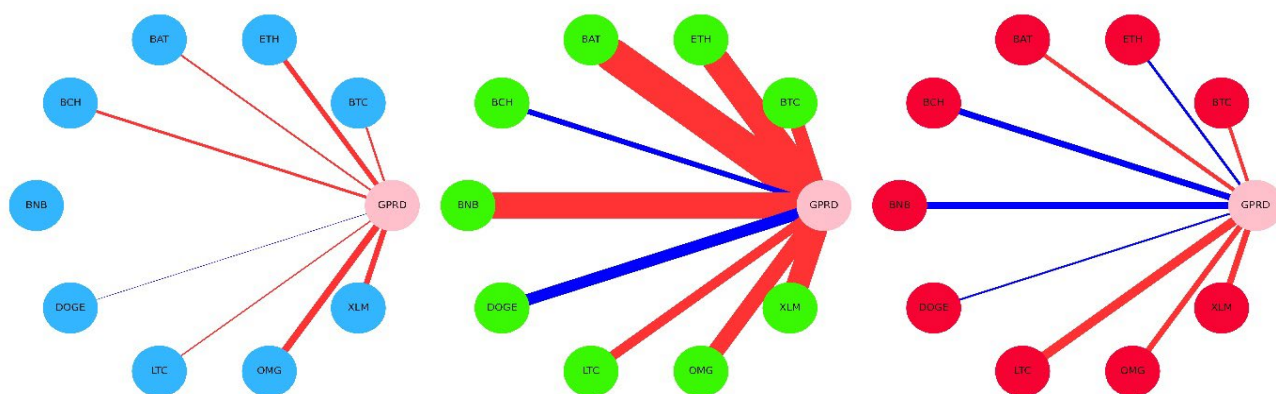 BAT
ETH
BCH
BTC
BNB
GPRD
DOGE
XLM
LTC
OMG
BAT
ETH
BCH
BTC
BNB
GPRD
DOGE
XLM
LTC
OMG
BAT
ETH
BCH
BTC
BNB
GPRD
DOGE
XLM
LTC
OMG